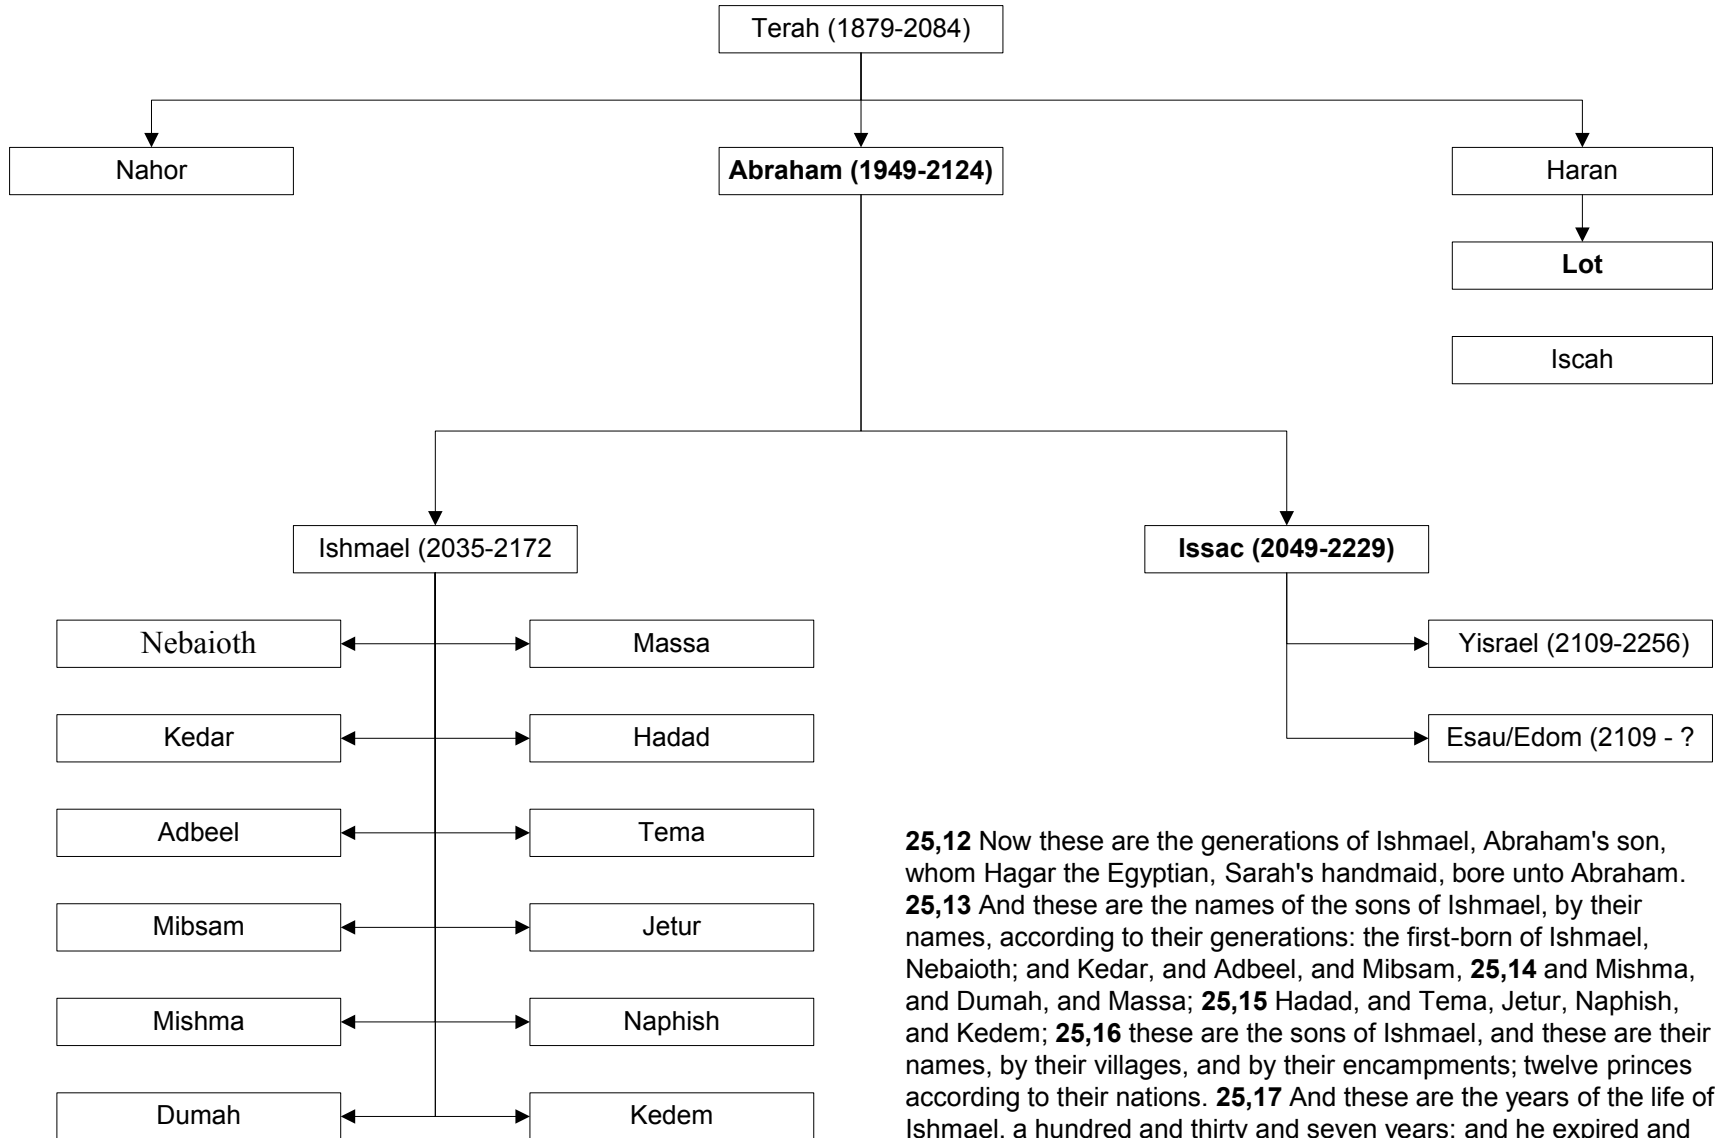 Terah (1879-2084)
Nahor
Abraham (1949-2124)
Haran
Lot
Iscah
Ishmael (2035-2172
Issac (2049-2229)
Nebaioth
Massa
Yisrael (2109-2256)
Kedar
Hadad
Esau/Edom (2109 - ?
Adbeel
Tema
Mibsam
Jetur
Mishma
Naphish
Dumah
Kedem
25,12 Now these are the generations of Ishmael, Abraham's son,
whom Hagar the Egyptian, Sarah's handmaid, bore unto Abraham.
25,13 And these are the names of the sons of Ishmael, by their
names, according to their generations: the first-born of Ishmael,
Nebaioth; and Kedar, and Adbeel, and Mibsam, 25,14 and Mishma,
and Dumah, and Massa; 25,15 Hadad, and Tema, Jetur, Naphish,
and Kedem; 25,16 these are the sons of Ishmael, and these are their
names, by their villages, and by their encampments; twelve princes
according to their nations. 25,17 And these are the years of the life of
Ishmael, a hundred and thirty and seven years; and he expired and